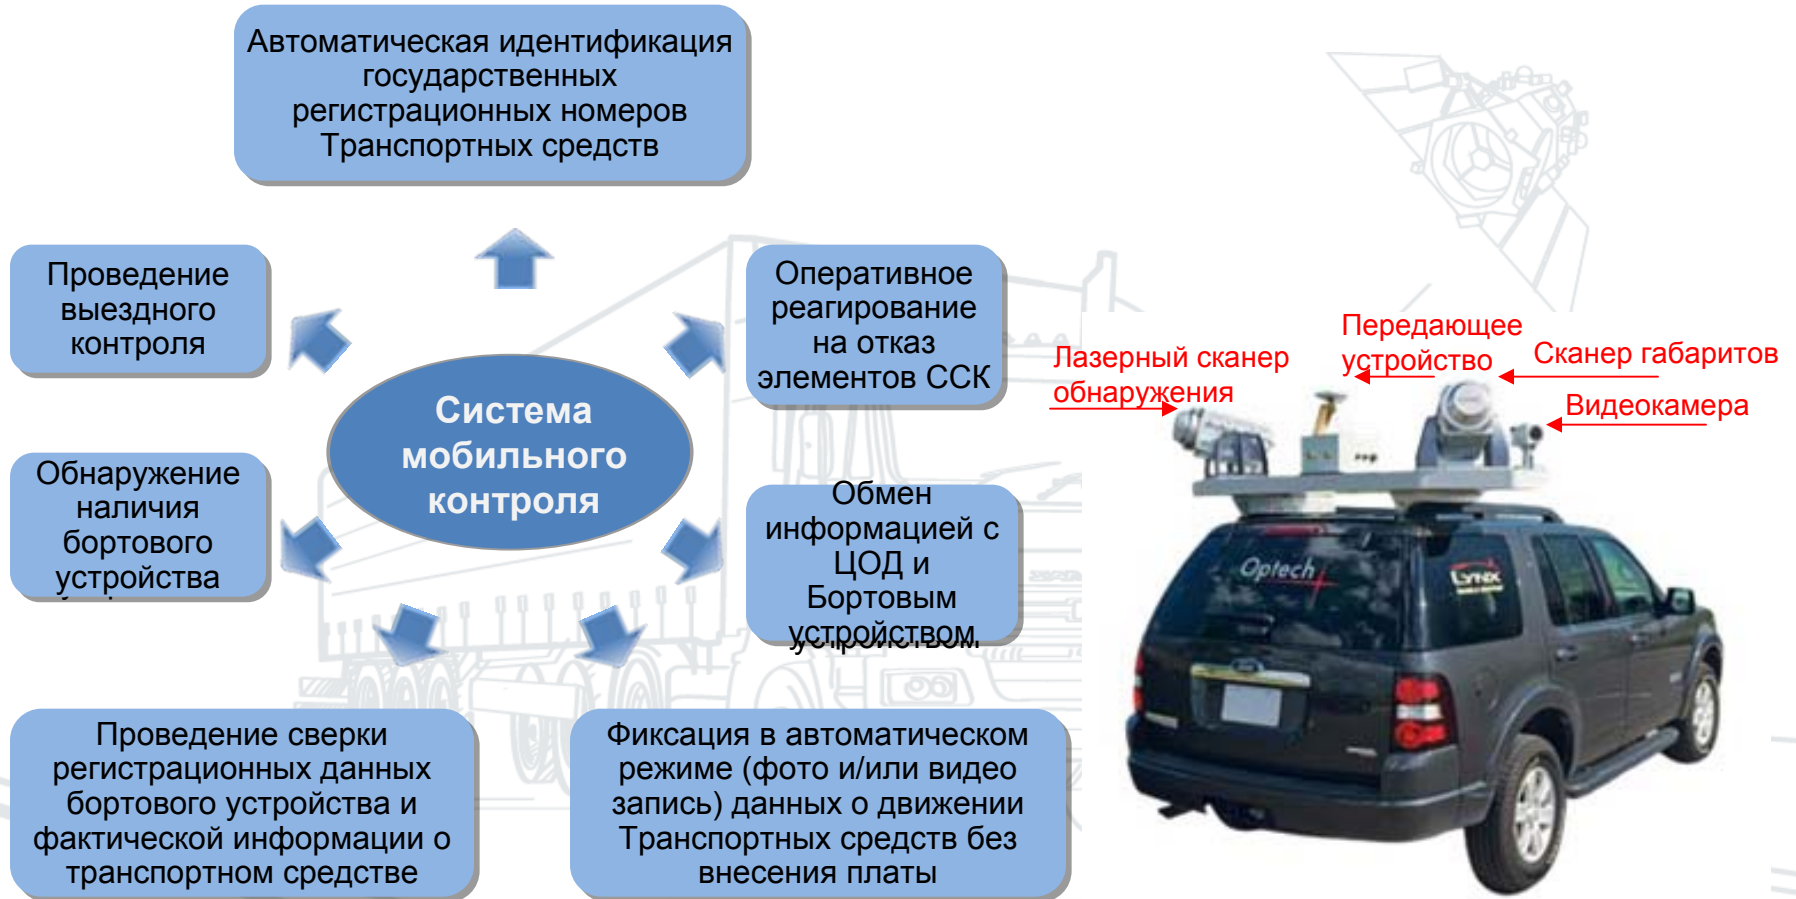 Автоматическая идентификация
государственных
регистрационных номеров
Транспортных средств
Проведение
выездного
контроля
Оперативное
реагирование
на отказ
элементов ССК
Система
мобильного
контроля
Обнаружение
наличия
бортового
устройства
Обмен
информацией с
ЦОД и
Бортовым
устройством.
Проведение сверки
регистрационных данных
бортового устройства и
фактической информации о
транспортном средстве
Фиксация в автоматическом
режиме (фото и/или видео
запись) данных о движении
Транспортных средств без
внесения платы
Лазерный сканер
обнаружения
Передающее
устройство
Сканер габаритов
Видеокамера
Optech
LYNX